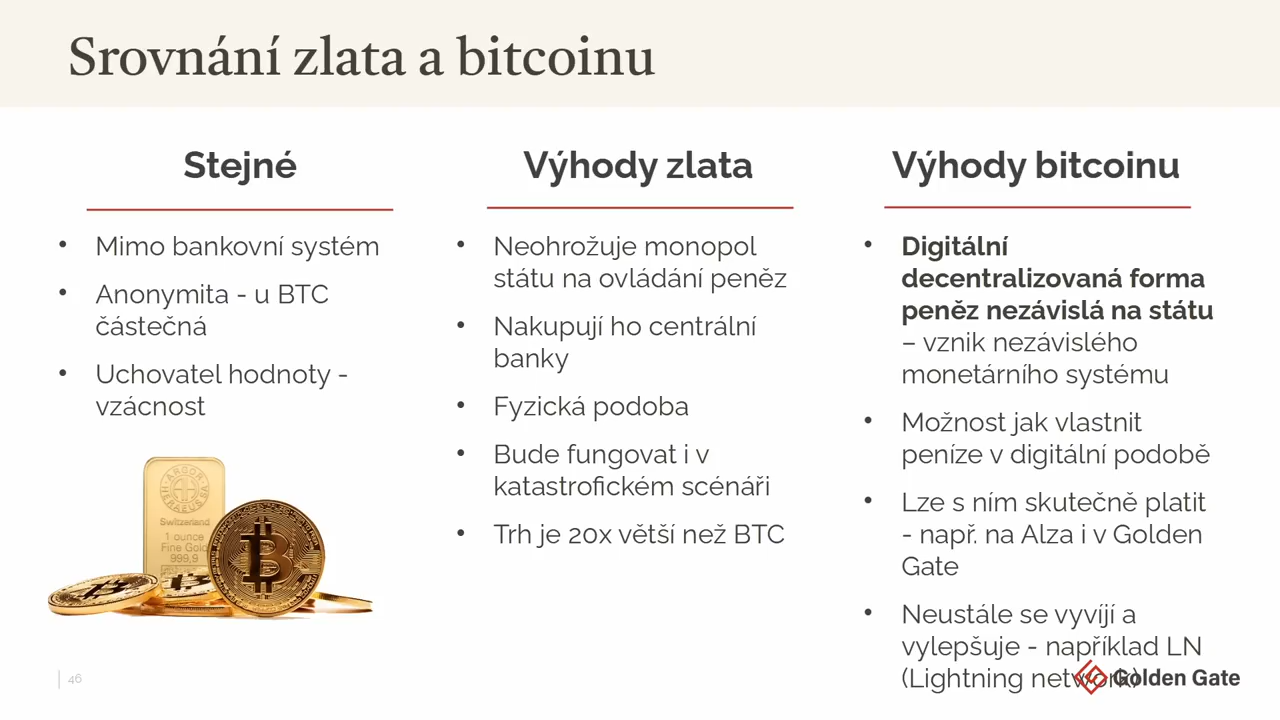 Srovnání zlata a bitcoinu
Stejné
Mimo bankovní systém
Anonymita - u BTC
částečná
Uchovatel hodnoty -
vzácnost
ARGOR
HERAEUS SA
Switzerland
1 ounce
Fine Gold
999,9
Výhody zlata
Neohrožuje monopol
státu na ovládání peněz
Nakupují ho centrální
banky
Fyzická podoba
Bude fungovat i v
katastrofickém scénáři
Trh je 20x větší než BTC
Výhody bitcoinu
Digitální
decentralizovaná forma
peněz nezávislá na státu
– vznik nezávislého
monetárního systému
Možnost jak vlastnit
peníze v digitální podobě
Lze s ním skutečně platit
- např. na Alza i v Golden
Gate
Neustále se vyvíjí a
vylepšuje - například LN
(Lightning network)
46
Golden Gate